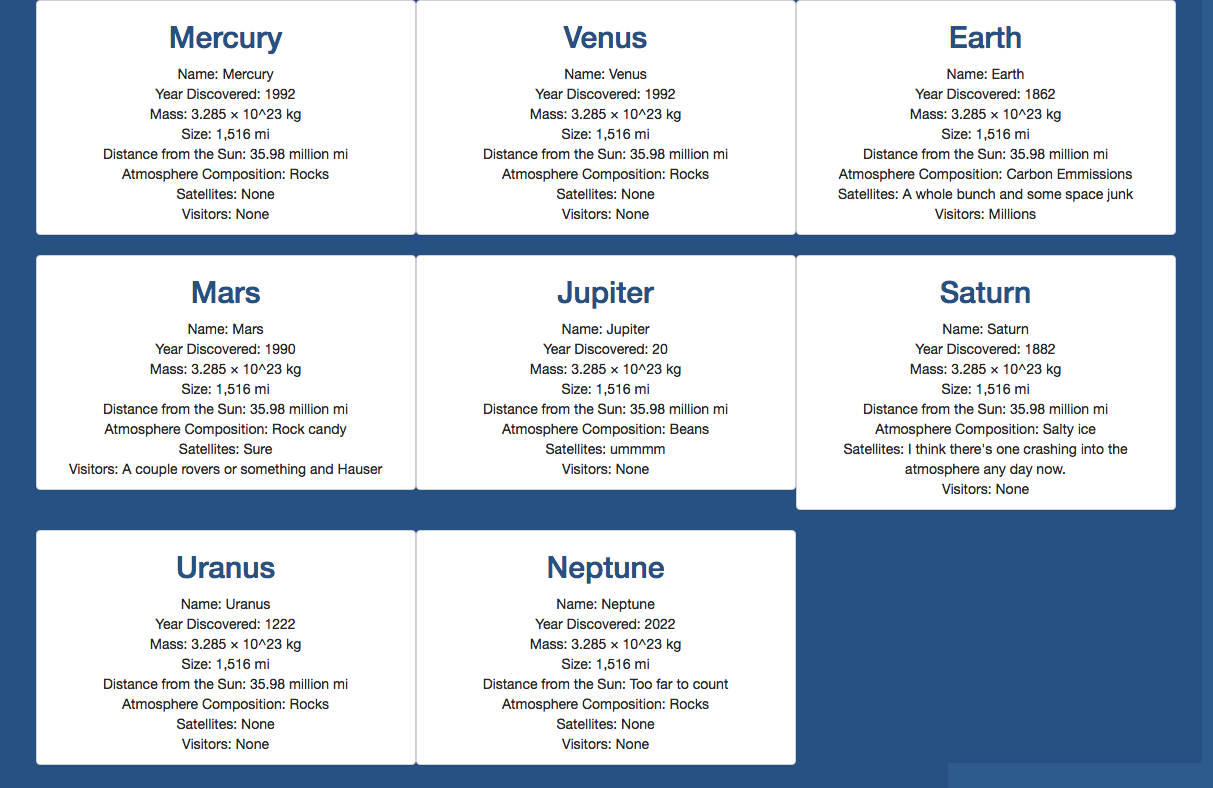 Mercury
Name: Mercury
Year Discovered: 1992
Mass: 3.285 × 10^23 kg
Size: 1,516 mi
Distance from the Sun: 35.98 million mi
Atmosphere Composition: Rocks
Satellites: None
Visitors: None
Venus
Name: Venus
Year Discovered: 1992
Mass: 3.285 × 10^23 kg
Size: 1,516 mi
Distance from the Sun: 35.98 million mi
Atmosphere Composition: Rocks
Satellites: None
Visitors: None
Earth
Name: Earth
Year Discovered: 1862
Mass: 3.285 × 10^23 kg
Size: 1,516 mi
Distance from the Sun: 35.98 million mi
Atmosphere Composition: Carbon Emmissions
Satellites: A whole bunch and some space junk
Visitors: Millions
Mars
Name: Mars
Year Discovered: 1990
Mass: 3.285 × 10^23 kg
Size: 1,516 mi
Distance from the Sun: 35.98 million mi
Atmosphere Composition: Rock candy
Satellites: Sure
Visitors: A couple rovers or something and Hauser
Jupiter
Name: Jupiter
Year Discovered: 20
Mass: 3.285 × 10^23 kg
Size: 1,516 mi
Distance from the Sun: 35.98 million mi
Atmosphere Composition: Beans
Satellites: ummmm
Visitors: None
Saturn
Name: Saturn
Year Discovered: 1882
Mass: 3.285 × 10^23 kg
Size: 1,516 mi
Distance from the Sun: 35.98 million mi
Atmosphere Composition: Salty ice
Satellites: I think there's one crashing into the
atmosphere any day now.
Visitors: None
Uranus
Name: Uranus
Year Discovered: 1222
Mass: 3.285 × 10^23 kg
Size: 1,516 mi
Distance from the Sun: 35.98 million mi
Atmosphere Composition: Rocks
Satellites: None
Visitors: None
Neptune
Name: Neptune
Year Discovered: 2022
Mass: 3.285 × 10^23 kg
Size: 1,516 mi
Distance from the Sun: Too far to count
Atmosphere Composition: Rocks
Satellites: None
Visitors: None